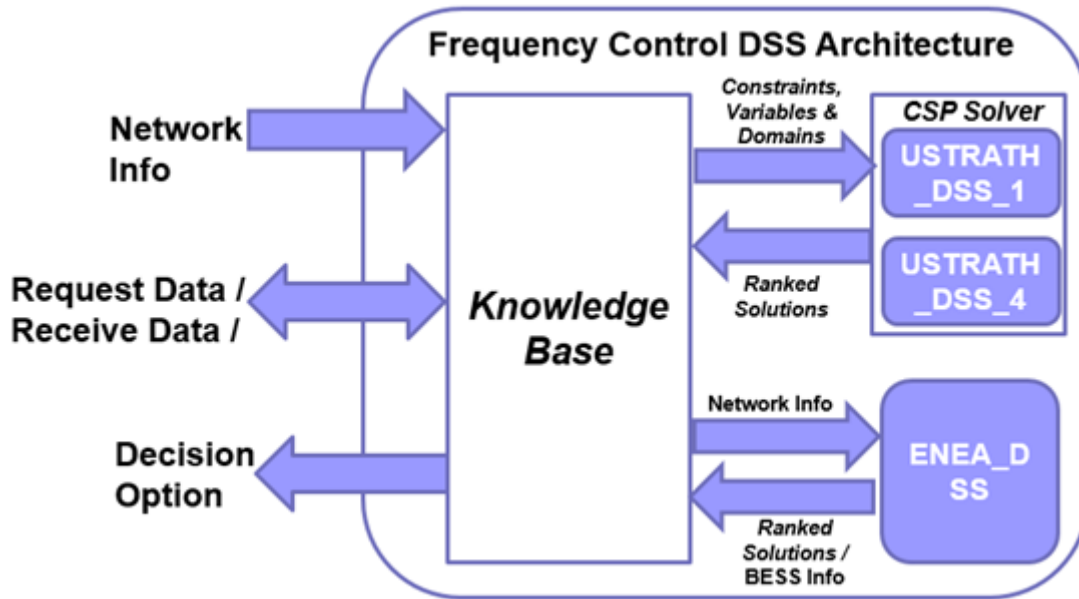 Frequency Control DSS Architecture
Network
Info
Request Data /
Receive Data /
Decision
Option
Knowledge
Base
Constraints,
Variables &
Domains
Ranked
Solutions
CSP Solver
USTRATH
_DSS_1
USTRATH
_DSS_4
Network Info
Ranked
Solutions /
BESS Info
ENEA_D
SS